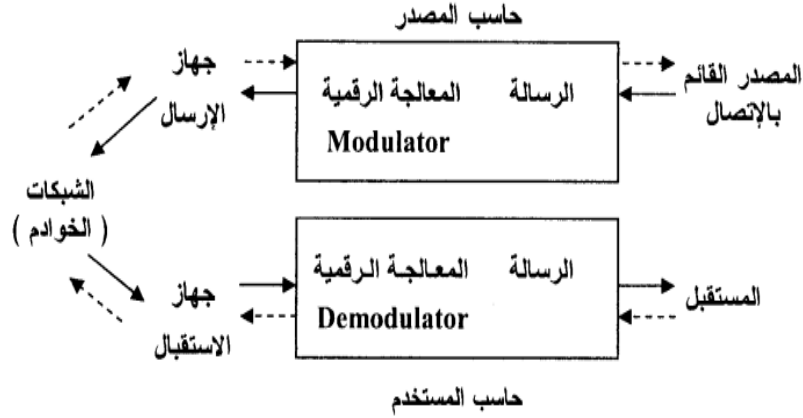 حاسب المصدر
المصدر القائم
بالإتصال
الرسالة المعالجة الرقمية
Modulator
جهاز
الإرسال
الشبكات
( الخوادم )
جهاز
الاستقبال
الرسالة المعالجة الرقمية
Demodulator
المستقبل
حاسب المستخدم